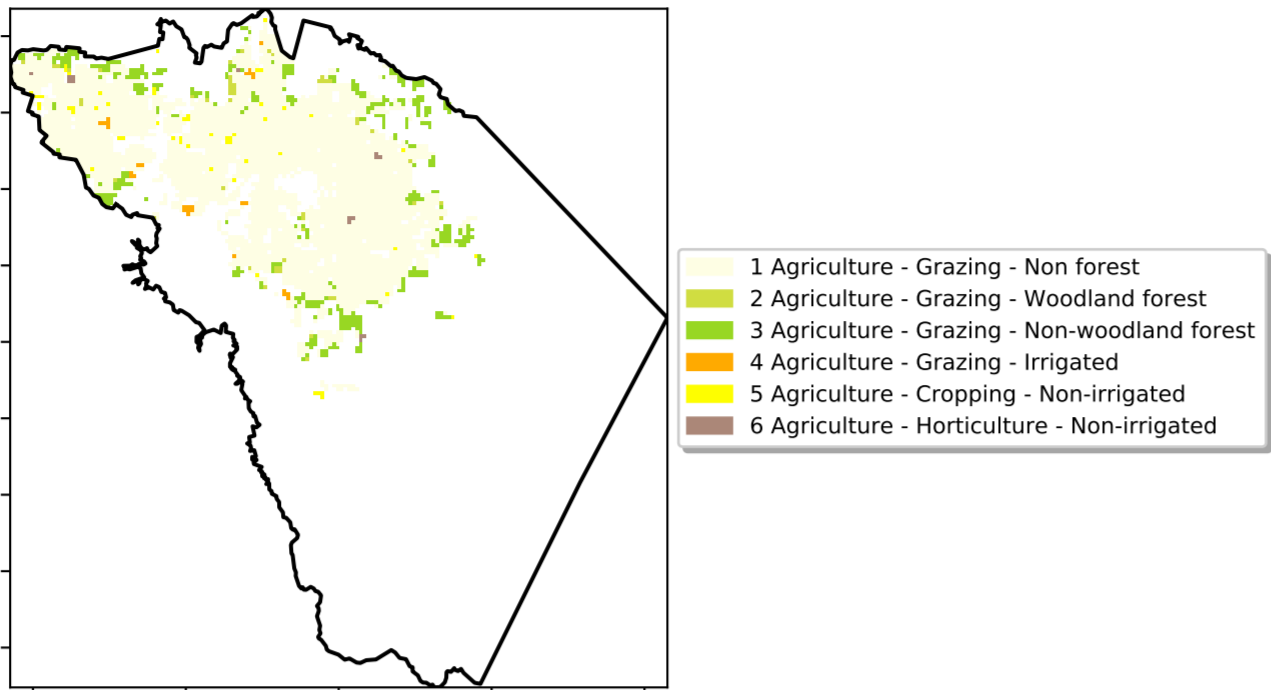 1 Agriculture - Grazing - Non forest
2 Agriculture - Grazing - Woodland forest
3 Agriculture - Grazing - Non-woodland forest
4 Agriculture - Grazing - Irrigated
5 Agriculture - Cropping - Non-irrigated
6 Agriculture - Horticulture - Non-irrigated